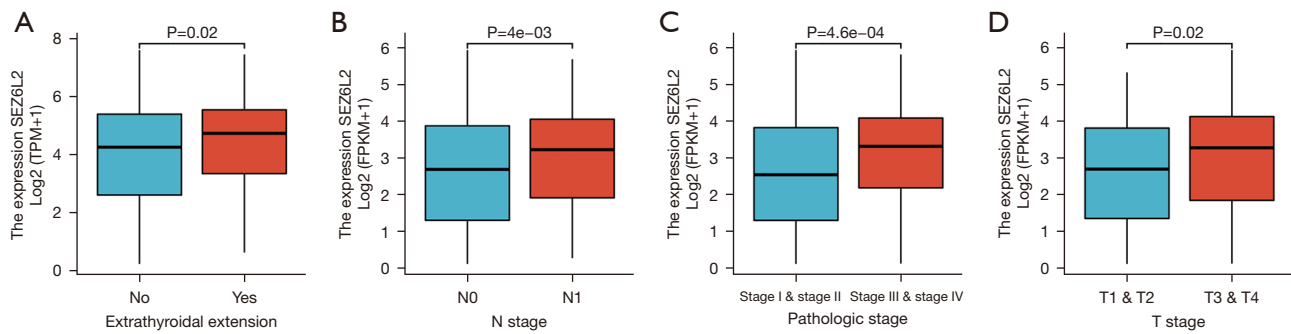 A
P=0.02
The expression SEZ6L2
Log2 (TPM+1)
8
6
4
2
0
No
Yes
Extrathyroidal extension
B
P=4e−03
The expression SEZ6L2
Log2 (FPKM+1)
6
5
4
3
2
1
0
N0
N1
N stage
C
P=4.6e−04
The expression SEZ6L2
Log2 (FPKM+1)
6
5
4
3
2
1
0
Stage I & stage II
Stage III & stage IV
Pathologic stage
D
P=0.02
The expression SEZ6L2
Log2 (FPKM+1)
6
5
4
3
2
1
0
T1 & T2
T3 & T4
T stage